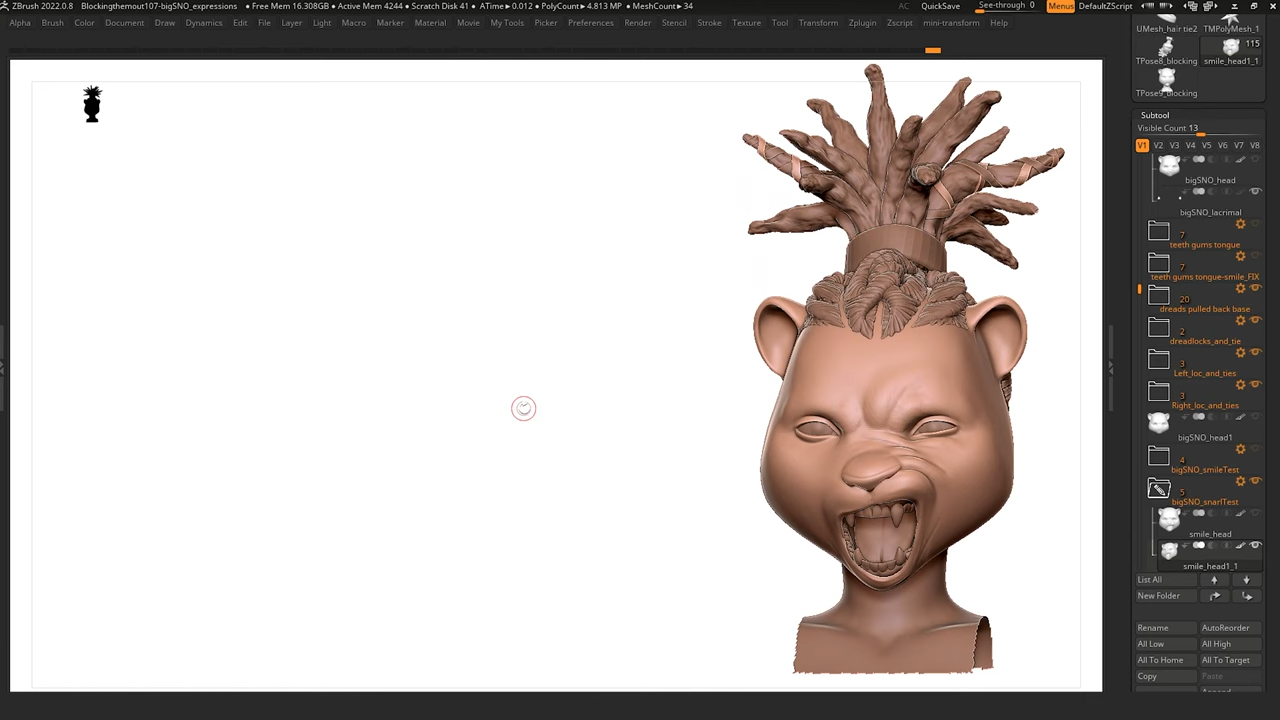 ZBrush 2022.0.8 Blockingthemout107-bigSNO_expressions • Free Mem 16.308GB • Active Mem 4244 • Scratch Disk 41 • ATime▸0.012 • PolyCount▸4.813 MP • MeshCount▸34 AC QuickSave See-through 0 Menus DefaultZScript
Alpha Brush Color Document Draw Dynamics Edit File Layer Light Macro Marker Material Movie My Tools Picker Preferences Render Stencil Stroke Texture Tool Transform Zplugin Zscript mini-transform Help
UMesh_hair tie2 TMPolyMesh_1
115
TPose8_blocking smile_head1_1
TPose9_blocking
Subtool
Visible Count 13
V1 V2 V3 V4 V5 V6 V7 V8
bigSNO_head
bigSNO_lacrimal
7
teeth gums tongue
7
teeth gums tongue-smile_FIX
20
dreads pulled back base
2
dreadlocks_and_tie
3
Left_loc_and_ties
3
Right_loc_and_ties
bigSNO_head1
4
bigSNO_smileTest
5
bigSNO_snarlTest
smile_head
smile_head1_1
List All
New Folder
Rename AutoReorder
All Low All High
All To Home All To Target
Copy Paste